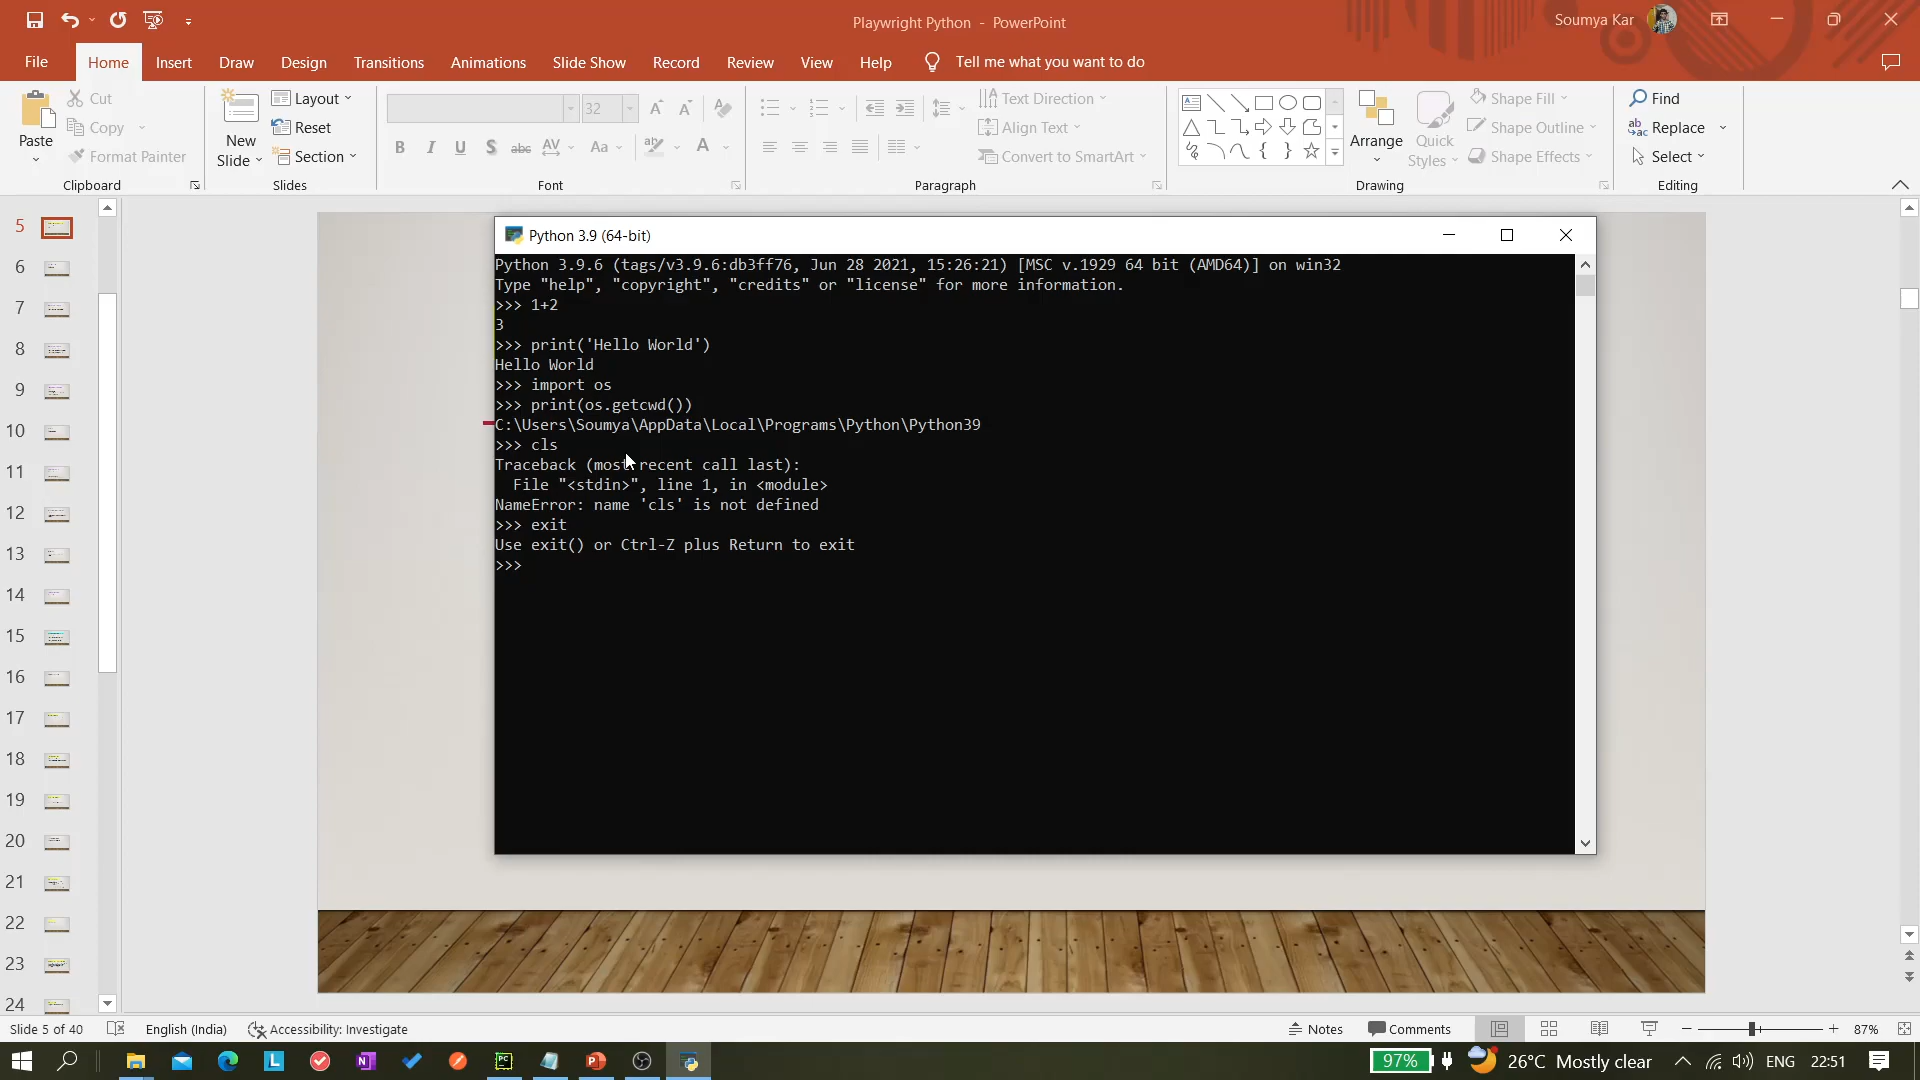 Playwright Python - PowerPoint
Soumya Kar
File Home Insert Draw Design Transitions Animations Slide Show Record Review View Help Tell me what you want to do
Paste
Cut
Copy
Format Painter
Clipboard
New Slide
Layout
Reset
Section
Slides
32
B I U S abc AV Aa A
Font
Paragraph
Text Direction
Align Text
Convert to SmartArt
Arrange
Quick Styles
Shape Fill
Shape Outline
Shape Effects
Drawing
Find
Replace
Select
Editing
5
6
7
8
9
10
11
12
13
14
15
16
17
18
19
20
21
22
23
24
Python 3.9 (64-bit)
Python 3.9.6 (tags/v3.9.6:db3ff76, Jun 28 2021, 15:26:21) [MSC v.1929 64 bit (AMD64)] on win32
Type "help", "copyright", "credits" or "license" for more information.
>>> 1+2
3
>>> print('Hello World')
Hello World
>>> import os
>>> print(os.getcwd())
C:\Users\Soumya\AppData\Local\Programs\Python\Python39
>>> cls
Traceback (most recent call last):
File "<stdin>", line 1, in <module>
NameError: name 'cls' is not defined
>>> exit
Use exit() or Ctrl-Z plus Return to exit
>>>
Slide 5 of 40 English (India) Accessibility: Investigate Notes Comments 87%
97% 26°C Mostly clear ENG 22:51